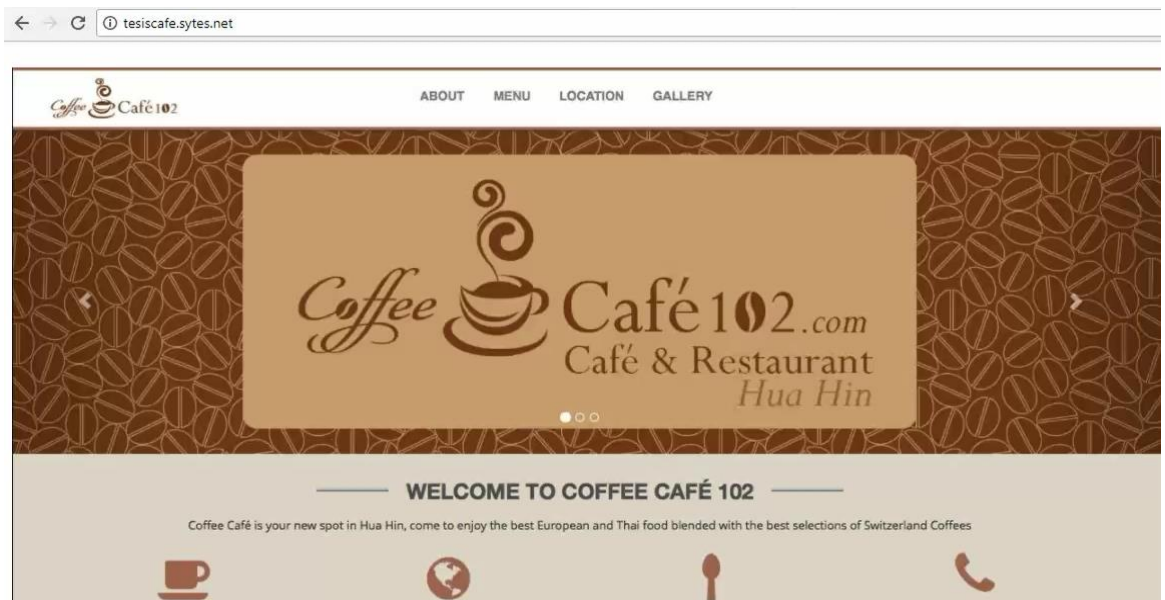 tesiscafe.sytes.net
Coffee Café 102
ABOUT MENU LOCATION GALLERY
Coffee Café 102.com
Café & Restaurant
Hua Hin
WELCOME TO COFFEE CAFÉ 102
Coffee Café is your new spot in Hua Hin, come to enjoy the best European and Thai food blended with the best selections of Switzerland Coffees